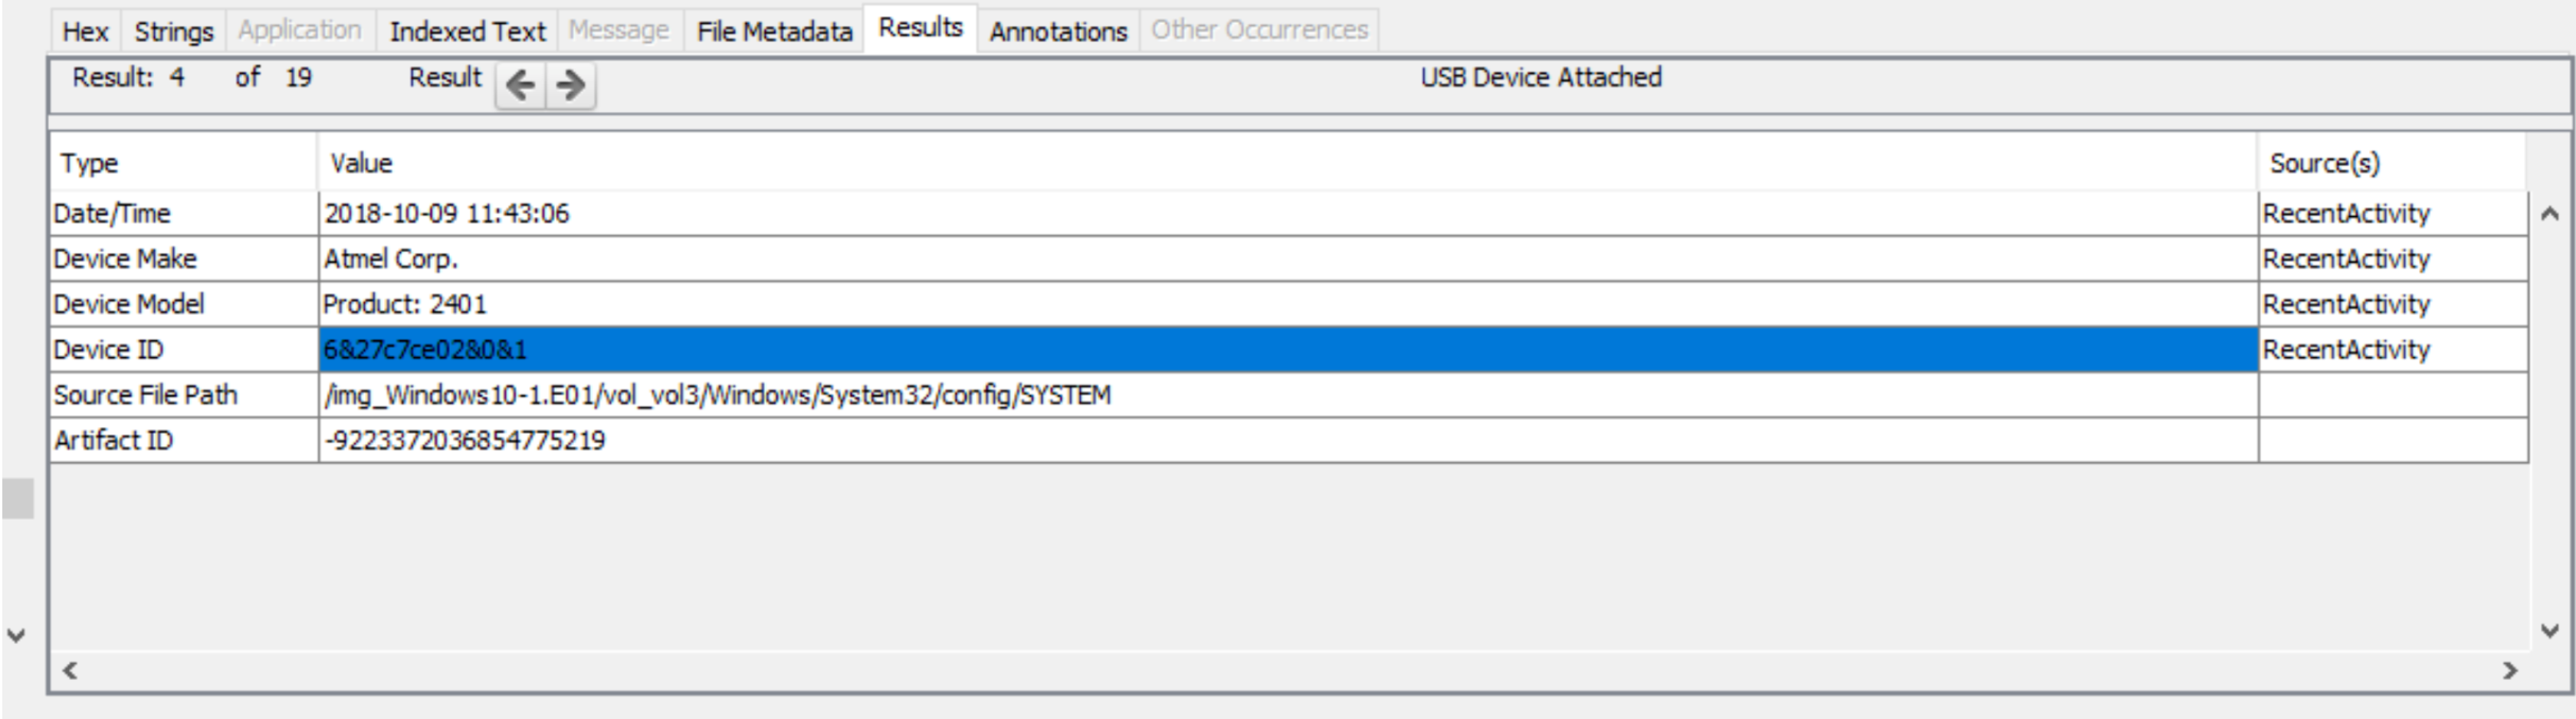 Hex Strings Application Indexed Text Message File Metadata Results Annotations Other Occurrences
Result: 4 of 19 Result USB Device Attached
Type Value Source(s)
Date/Time 2018-10-09 11:43:06 RecentActivity
Device Make Atmel Corp. RecentActivity
Device Model Product: 2401 RecentActivity
Device ID 6&27c7ce02&0&1 RecentActivity
Source File Path /img_Windows10-1.E01/vol_vol3/Windows/System32/config/SYSTEM
Artifact ID -9223372036854775219